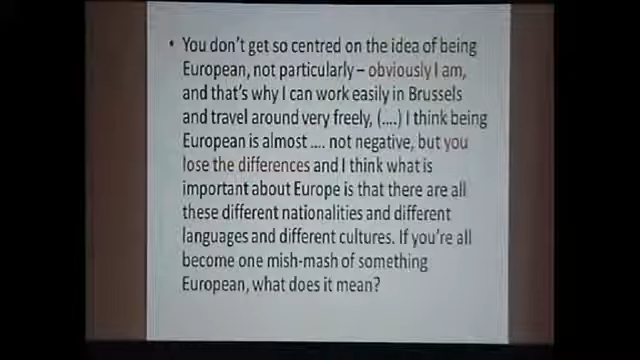 • You don't get so centred on the idea of being
European, not particularly – obviously I am,
and that's why I can work easily in Brussels
and travel around very freely, (....) I think being
European is almost .... not negative, but you
lose the differences and I think what is
important about Europe is that there are all
these different nationalities and different
languages and different cultures. If you're all
become one mish-mash of something
European, what does it mean?